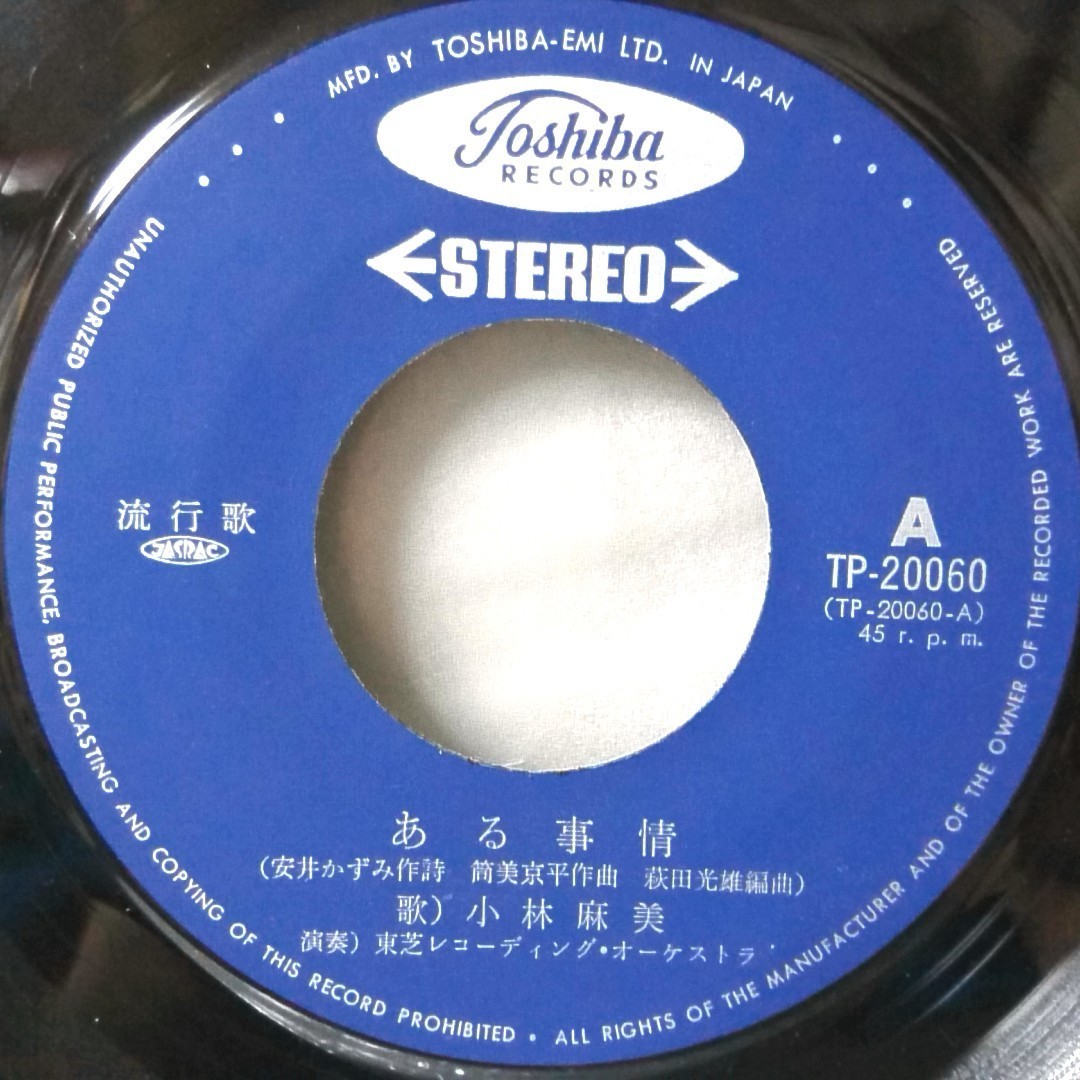 MFD. BY TOSHIBA-EMI LTD. IN JAPAN
Toshiba
RECORDS
STEREO
流行歌
JASRAC
A
TP-20060
(TP-20060-A)
45 r. p. m.
ある事情
(安井かずみ作詩 筒美京平作曲 萩田光雄編曲)
歌) 小林麻美
演奏) 東芝レコーディング・オーケストラ
UNAUTHORIZED PUBLIC PERFORMANCE, BROADCASTING AND COPYING OF THIS RECORD PROHIBITED • ALL RIGHTS OF THE MANUFACTURER AND OF THE OWNER OF THE RECORDED WORK ARE RESERVED